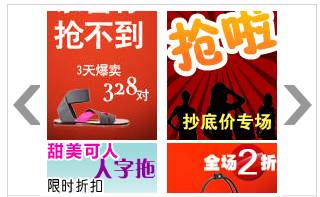 抢不到
3天爆卖
328对
抢啦
抄底价专场
甜美可人
人字拖
限时折扣
全场2折